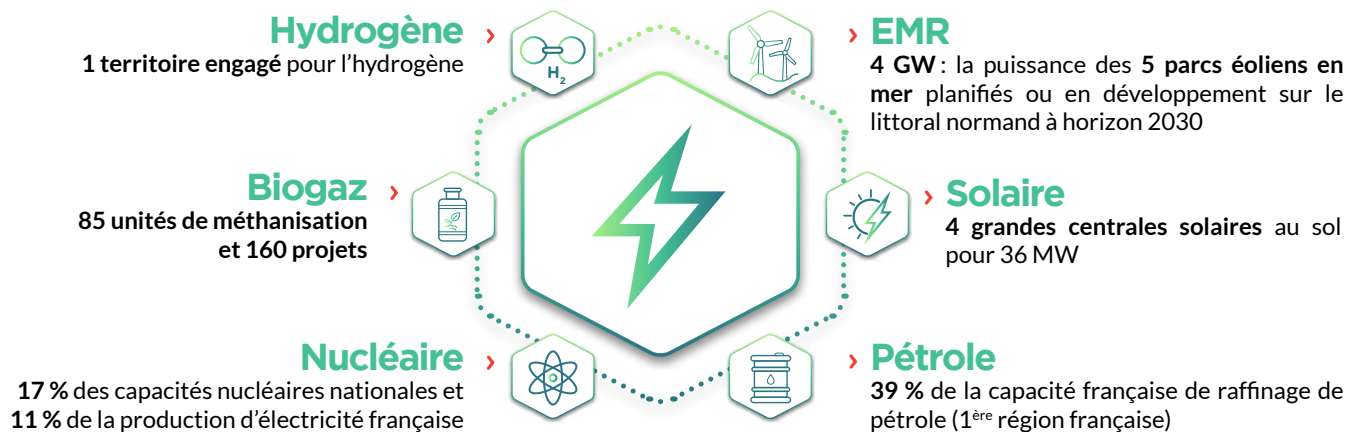 Hydrogène
1 territoire engagé pour l’hydrogène
H2
EMR
4 GW : la puissance des 5 parcs éoliens en
mer planifiés ou en développement sur le
littoral normand à horizon 2030
Biogaz
85 unités de méthanisation
et 160 projets
Solaire
4 grandes centrales solaires au sol
pour 36 MW
Nucléaire
17 % des capacités nucléaires nationales et
11 % de la production d’électricité française
Pétrole
39 % de la capacité française de raffinage de
pétrole (1ère région française)